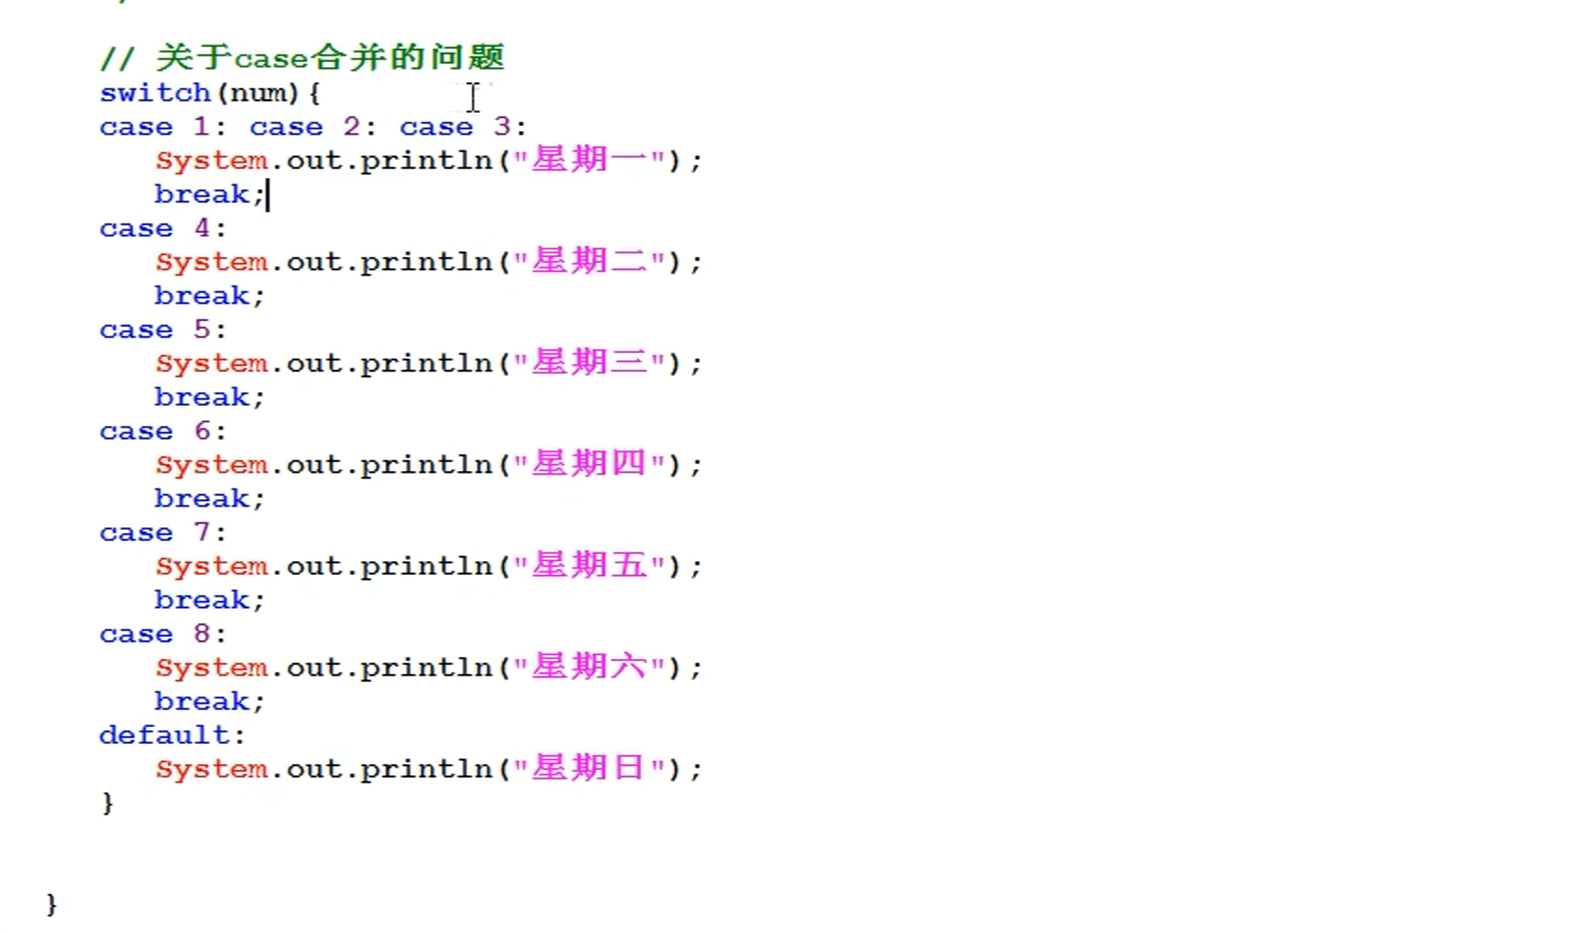 // 关于case合并的问题
switch(num){
case 1: case 2: case 3:
System.out.println("星期一");
break;
case 4:
System.out.println("星期二");
break;
case 5:
System.out.println("星期三");
break;
case 6:
System.out.println("星期四");
break;
case 7:
System.out.println("星期五");
break;
case 8:
System.out.println("星期六");
break;
default:
System.out.println("星期日");
}
}